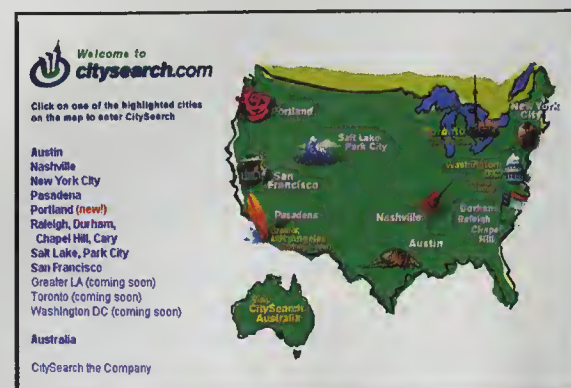 Welcome to
citysearch.com
Click on one of the highlighted cities
on the map to enter CitySearch
Austin
Nashville
New York City
Pasadena
Portland (new!)
Raleigh, Durham,
Chapel Hill, Cary
Salt Lake, Park City
San Francisco
Greater LA (coming soon)
Toronto (coming soon)
Washington DC (coming soon)
Australia
CitySearch the Company
Portland
Salt Lake
Park City
San
Francisco
Pasadena
Nashville
Austin
New York
City
Toronto
Washington
Durham
Raleigh
Chapel
Hill
CitySearch
Australia